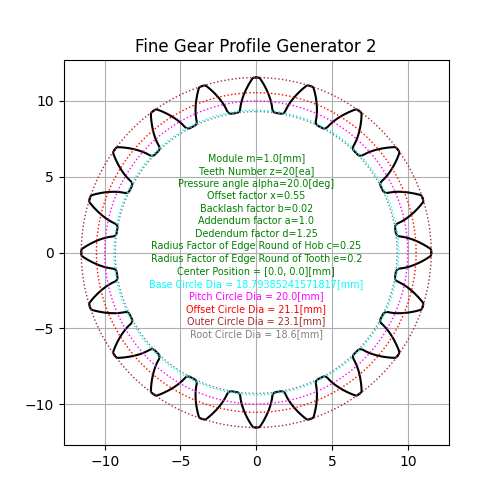 Fine Gear Profile Generator 2
10
5
0
−5
−10
Module m=1.0[mm]
Teeth Number z=20[ea]
Pressure angle alpha=20.0[deg]
Offset factor x=0.55
Backlash factor b=0.02
Addendum factor a=1.0
Dedendum factor d=1.25
Radius Factor of Edge Round of Hob c=0.25
Radius Factor of Edge Round of Tooth e=0.2
Center Position = [0.0, 0.0][mm]
Base Circle Dia = 18.79385241571817[mm]
Pitch Circle Dia = 20.0[mm]
Offset Circle Dia = 21.1[mm]
Outer Circle Dia = 23.1[mm]
Root Circle Dia = 18.6[mm]
−10 −5 0 5 10